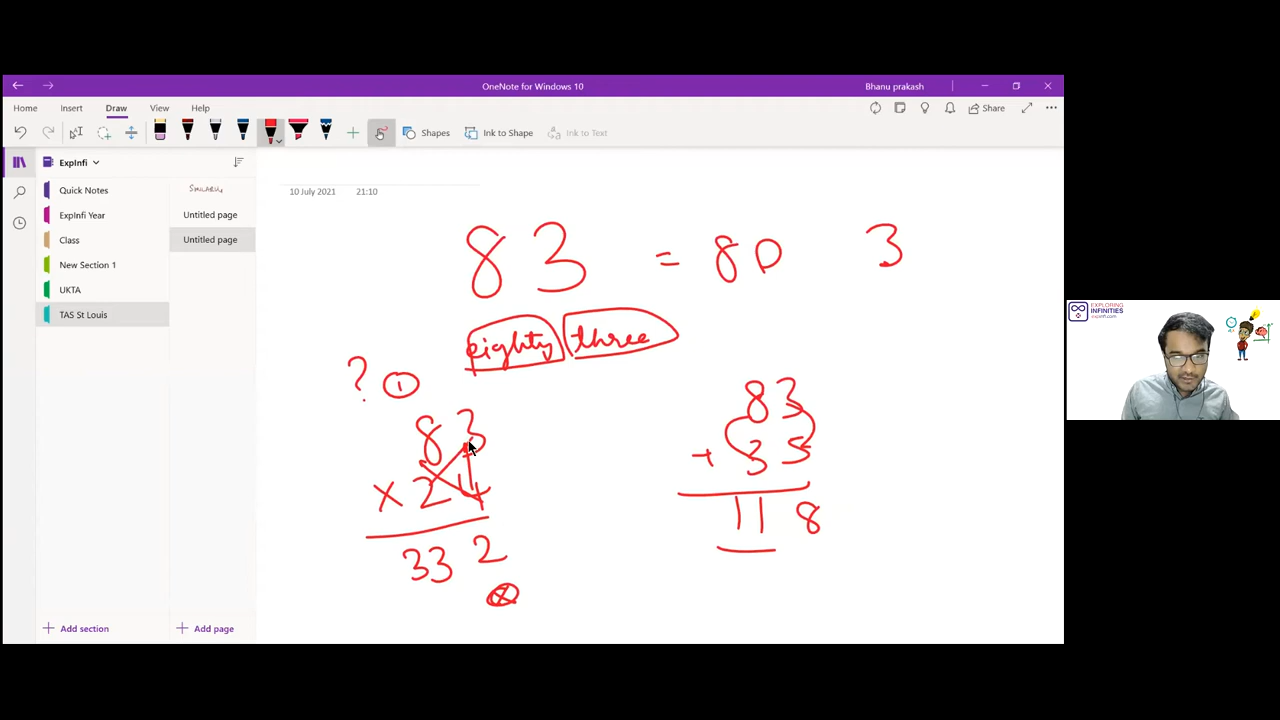 OneNote for Windows 10
Bhanu prakash
Home Insert Draw View Help
Share
Shapes Ink to Shape Ink to Text
ExpInfi
Quick Notes
ExpInfi Year
Class
New Section 1
UKTA
TAS St Louis
Untitled page
Untitled page
Add section
Add page
10 July 2021 21:10
83 = 80 3
eighty three
? 1
83
× 24
332
83
+ 35
118
EXPLORING
INFINITIES
expinfi.com